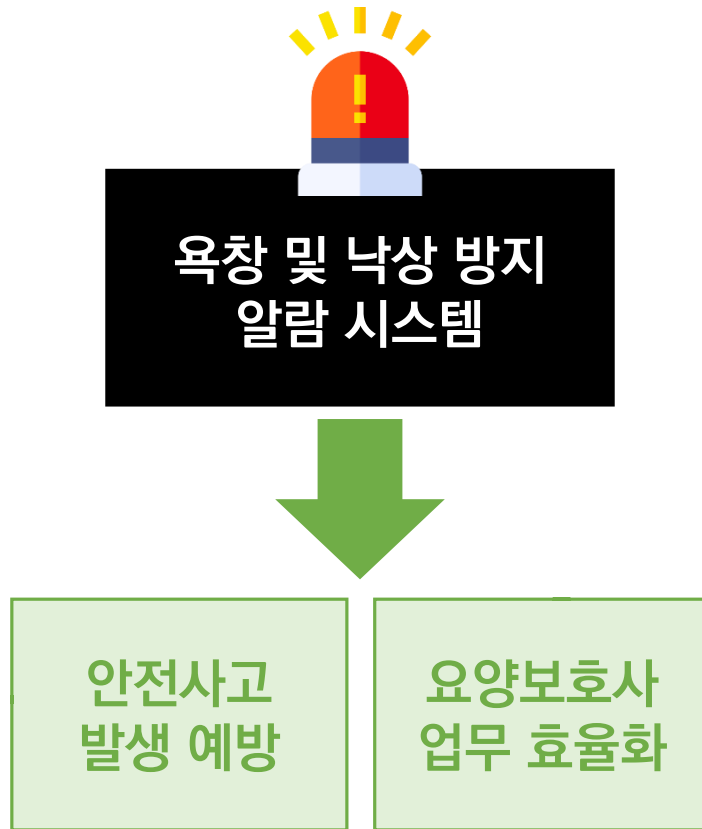 욕창 및 낙상 방지
알람 시스템
안전사고
발생 예방
요양보호사
업무 효율화